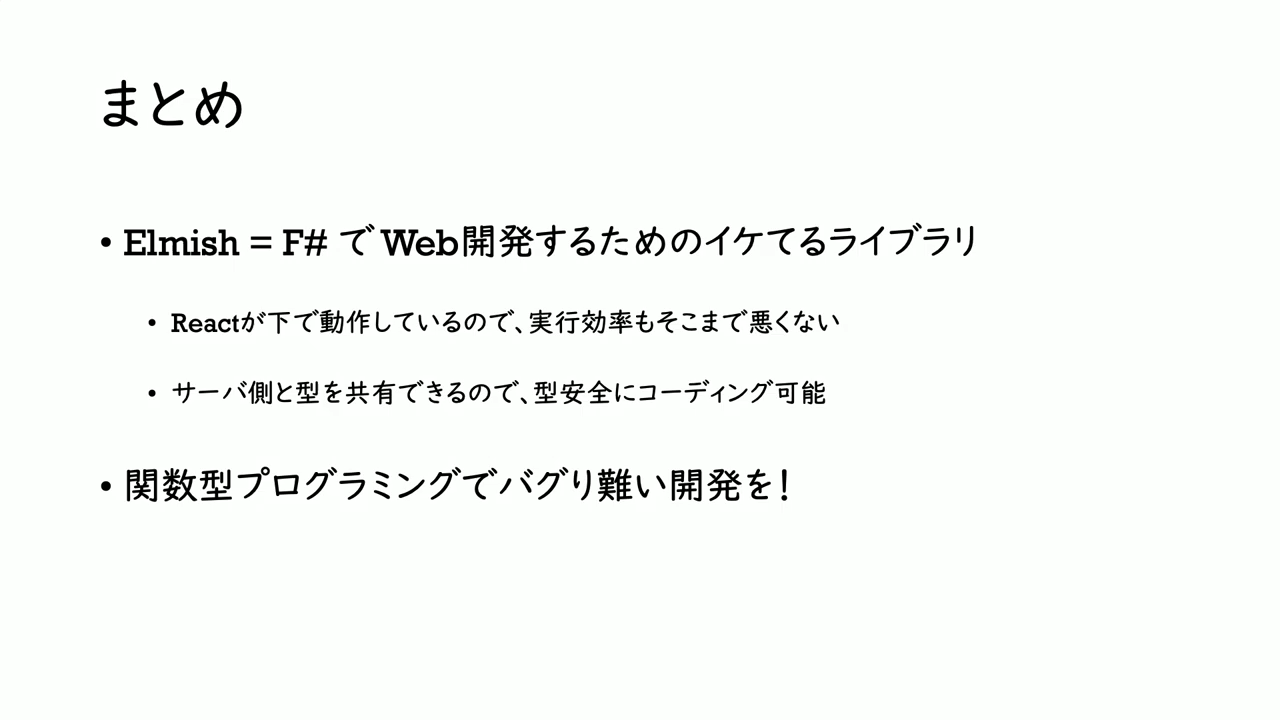 まとめ
• Elmish = F# でWeb開発するためのイケてるライブラリ
• Reactが下で動作しているので、実行効率もそこまで悪くない
• サーバ側と型を共有できるので、型安全にコーディング可能
• 関数型プログラミングでバグり難い開発を!